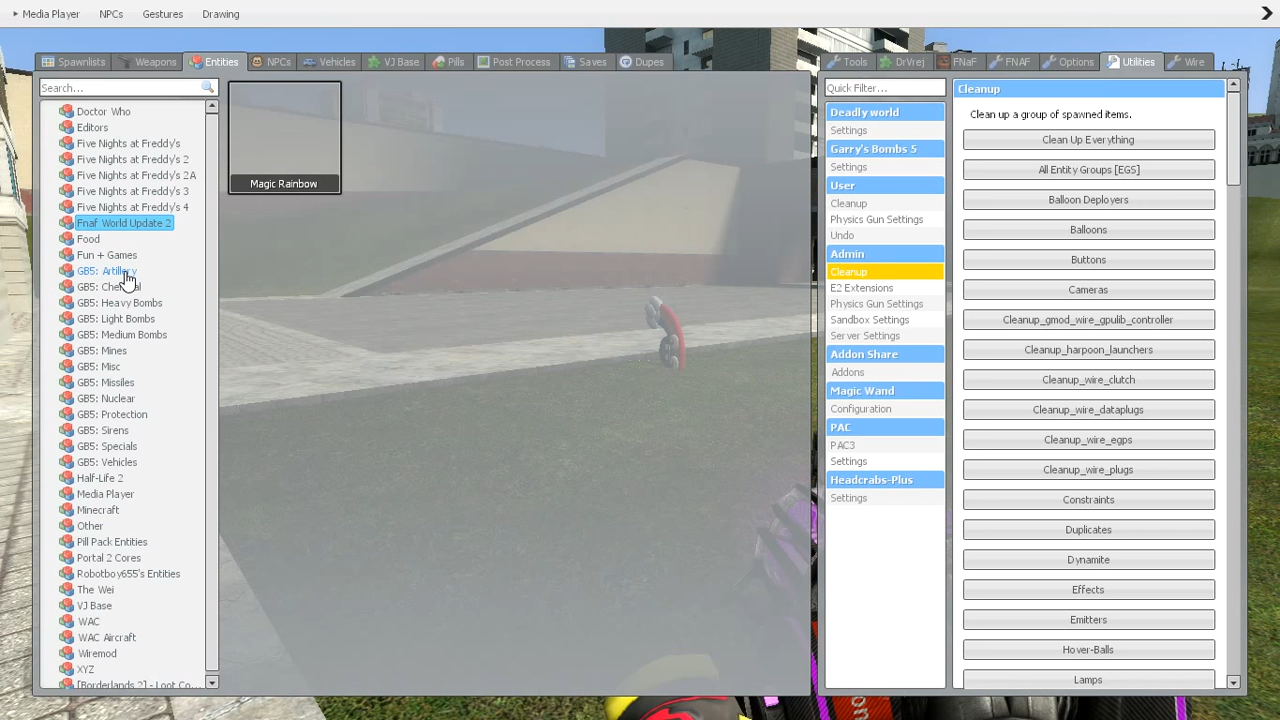 Media Player NPCs Gestures Drawing
Spawnlists Weapons Entities NPCs Vehicles VJ Base Pills Post Process Saves Dupes
Search...
Doctor Who
Editors
Five Nights at Freddy's
Five Nights at Freddy's 2
Five Nights at Freddy's 2A
Five Nights at Freddy's 3
Five Nights at Freddy's 4
Fnaf World Update 2
Food
Fun + Games
GB5: Artillery
GB5: Chemical
GB5: Heavy Bombs
GB5: Light Bombs
GB5: Medium Bombs
GB5: Mines
GB5: Misc
GB5: Missiles
GB5: Nuclear
GB5: Protection
GB5: Sirens
GB5: Specials
GB5: Vehicles
Half-Life 2
Media Player
Minecraft
Other
Pill Pack Entities
Portal 2 Cores
Robotboy655's Entities
The Wei
VJ Base
WAC
WAC Aircraft
Wiremod
XYZ
[Borderlands 2] - Loot Co...
Magic Rainbow
Tools DrVrej FNaF FNAF Options Utilities Wire
Quick Filter...
Deadly world
Settings
Garry's Bombs 5
Settings
User
Cleanup
Physics Gun Settings
Undo
Admin
Cleanup
E2 Extensions
Physics Gun Settings
Sandbox Settings
Server Settings
Addon Share
Addons
Magic Wand
Configuration
PAC
PAC3
Settings
Headcrabs-Plus
Settings
Cleanup
Clean up a group of spawned items.
Clean Up Everything
All Entity Groups [EGS]
Balloon Deployers
Balloons
Buttons
Cameras
Cleanup_gmod_wire_gpulib_controller
Cleanup_harpoon_launchers
Cleanup_wire_clutch
Cleanup_wire_dataplugs
Cleanup_wire_egps
Cleanup_wire_plugs
Constraints
Duplicates
Dynamite
Effects
Emitters
Hover-Balls
Lamps